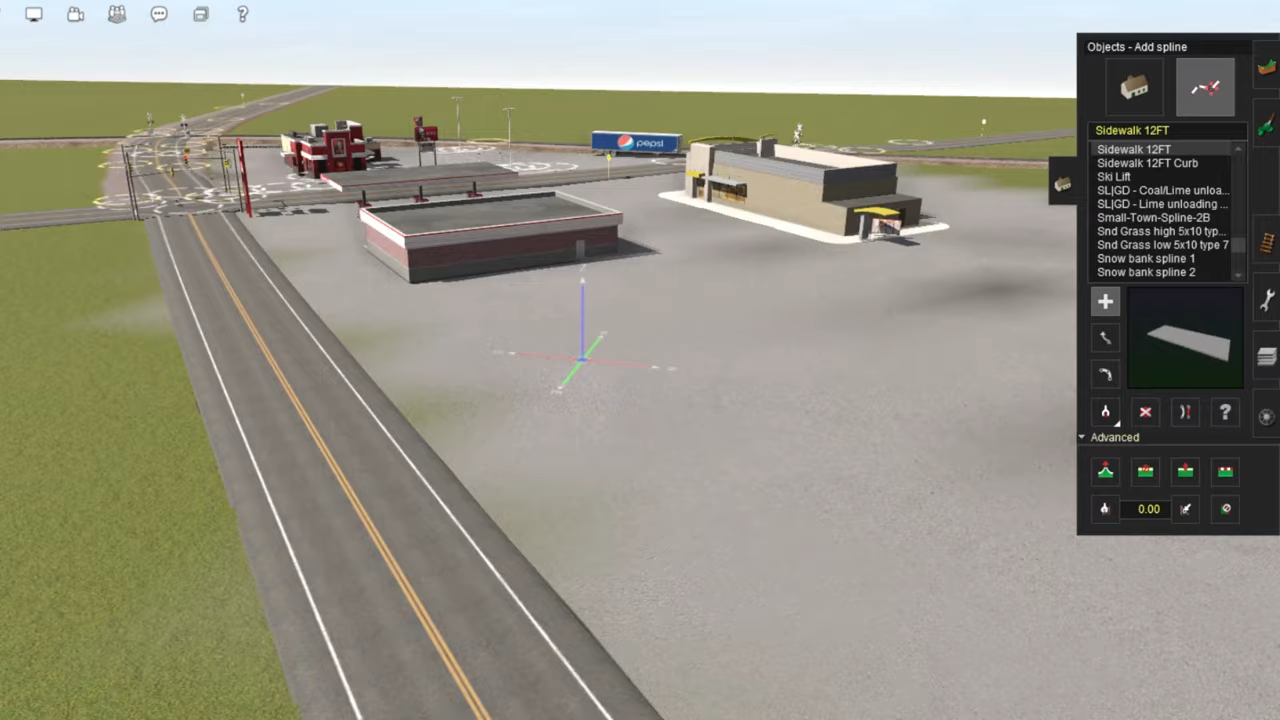 ?
Objects - Add spline
Sidewalk 12FT
Sidewalk 12FT
Sidewalk 12FT Curb
Ski Lift
SL|GD - Coal/Lime unloa...
SL|GD - Lime unloading ...
Small-Town-Spline-2B
Snd Grass high 5x10 typ...
Snd Grass low 5x10 type 7
Snow bank spline 1
Snow bank spline 2
?
Advanced
0.00
pepsi